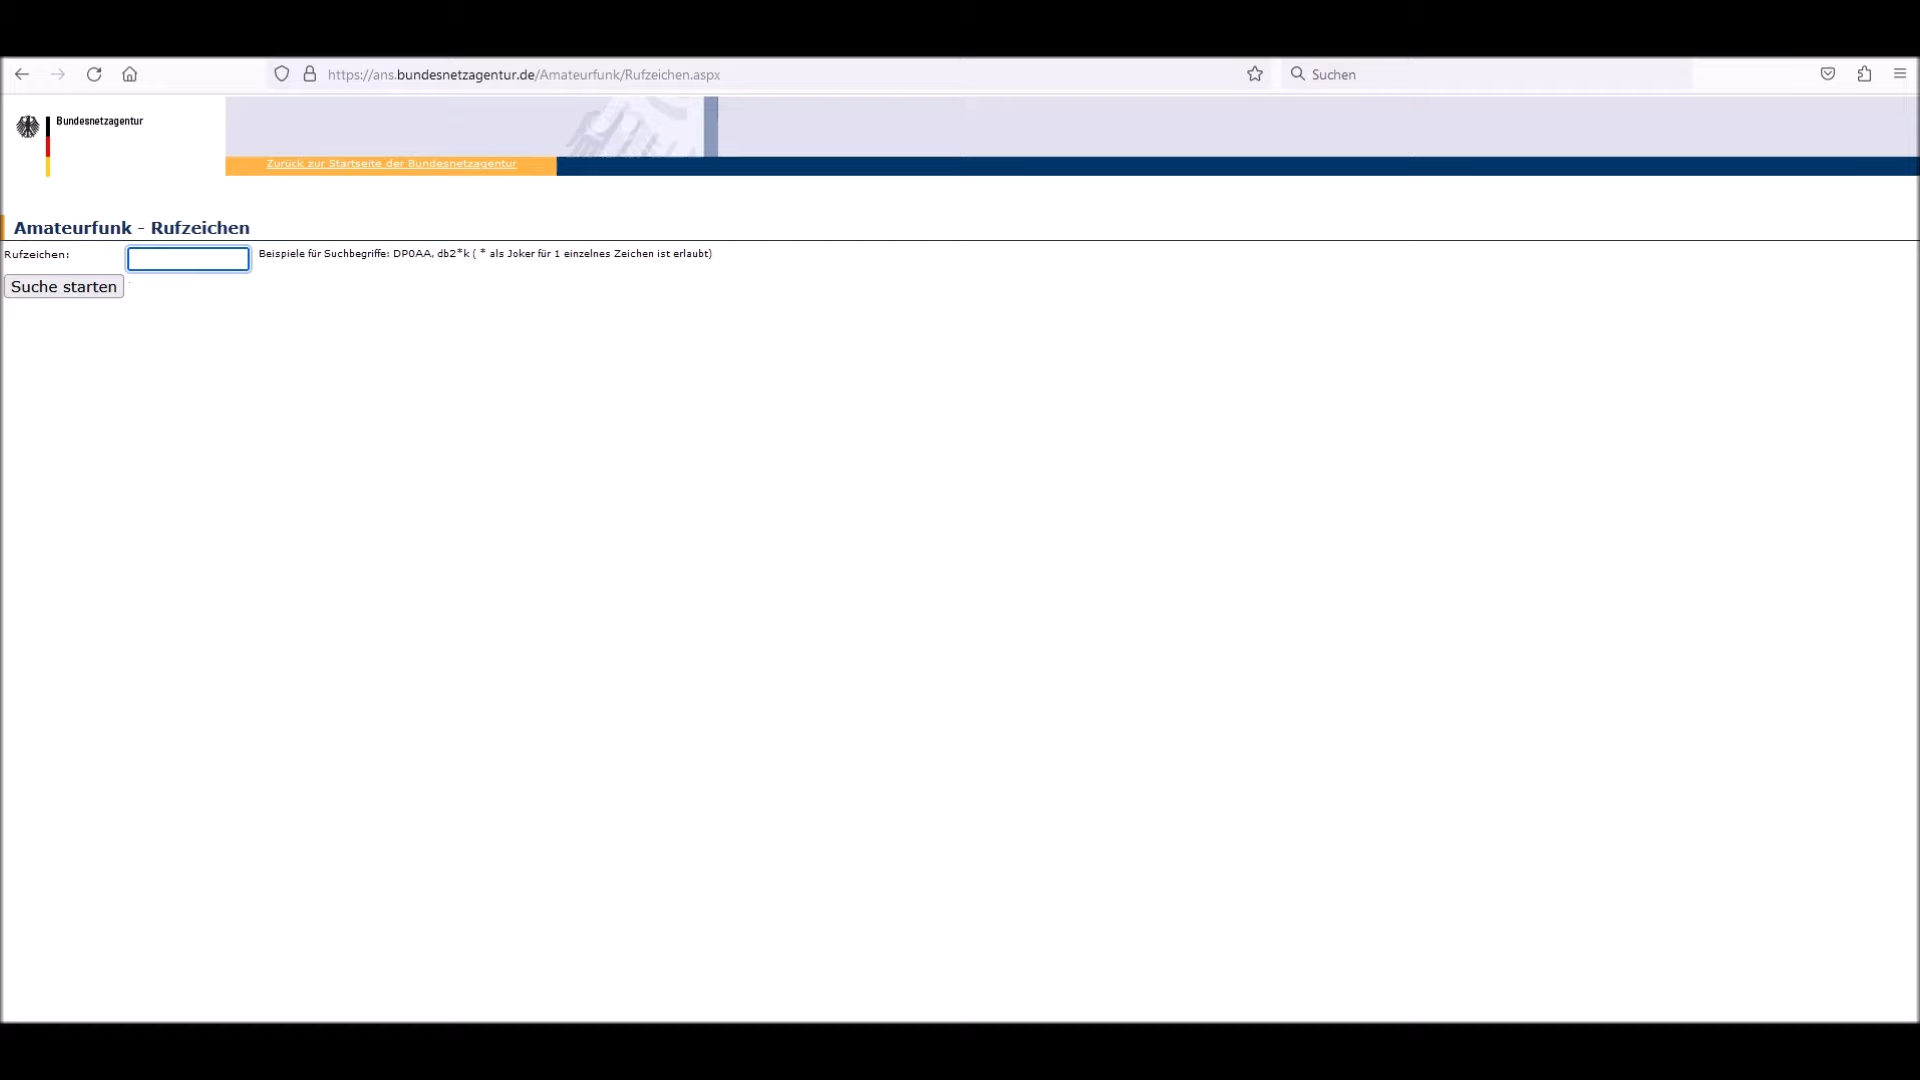 https://ans.bundesnetzagentur.de/Amateurfunk/Rufzeichen.aspx
Suchen
Bundesnetzagentur
Zurück zur Startseite der Bundesnetzagentur
Amateurfunk - Rufzeichen
Rufzeichen:
Beispiele für Suchbegriffe: DP0AA, db2*k ( * als Joker für 1 einzelnes Zeichen ist erlaubt)
Suche starten